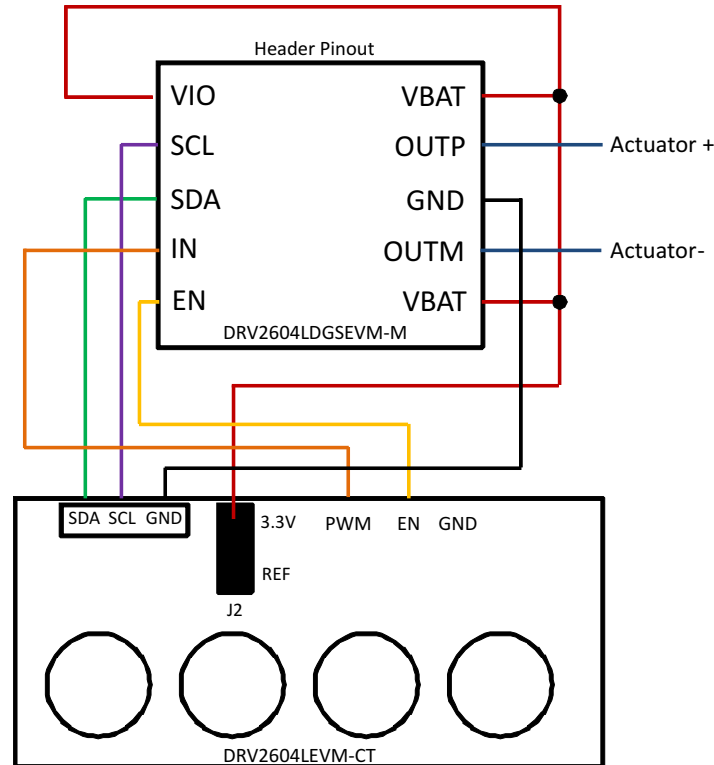 Header Pinout
VIO
VBAT
SCL
OUTP
Actuator +
SDA
GND
IN
OUTM
Actuator-
EN
VBAT
DRV2604LDGSEVM-M
SDA SCL GND
3.3V
PWM
EN
GND
REF
J2
DRV2604LEVM-CT